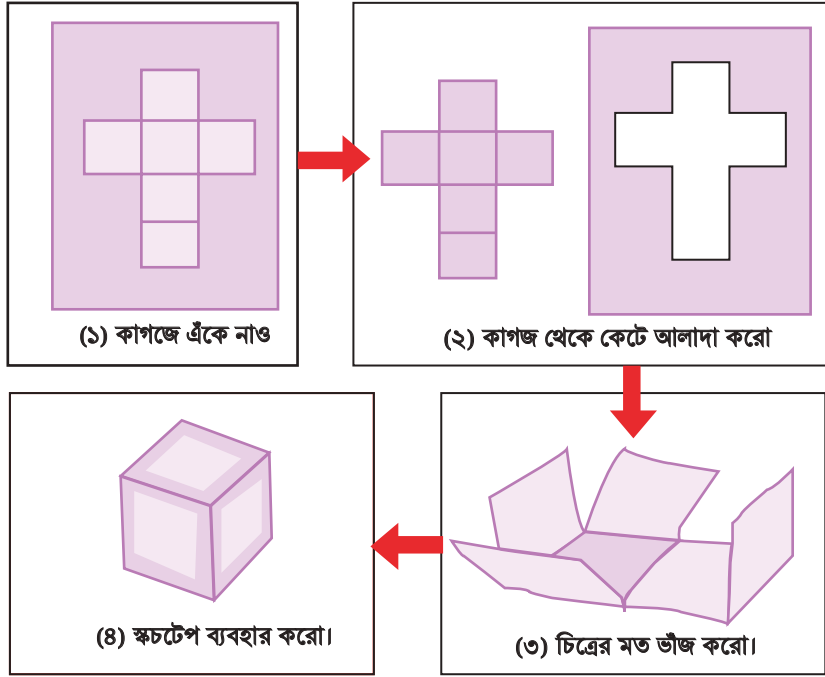 (১) কাগজে এঁকে নাও
(২) কাগজ থেকে কেটে আলাদা করো
(৩) চিত্রের মত ভাঁজ করো।
(৪) স্কচটেপ ব্যবহার করো।